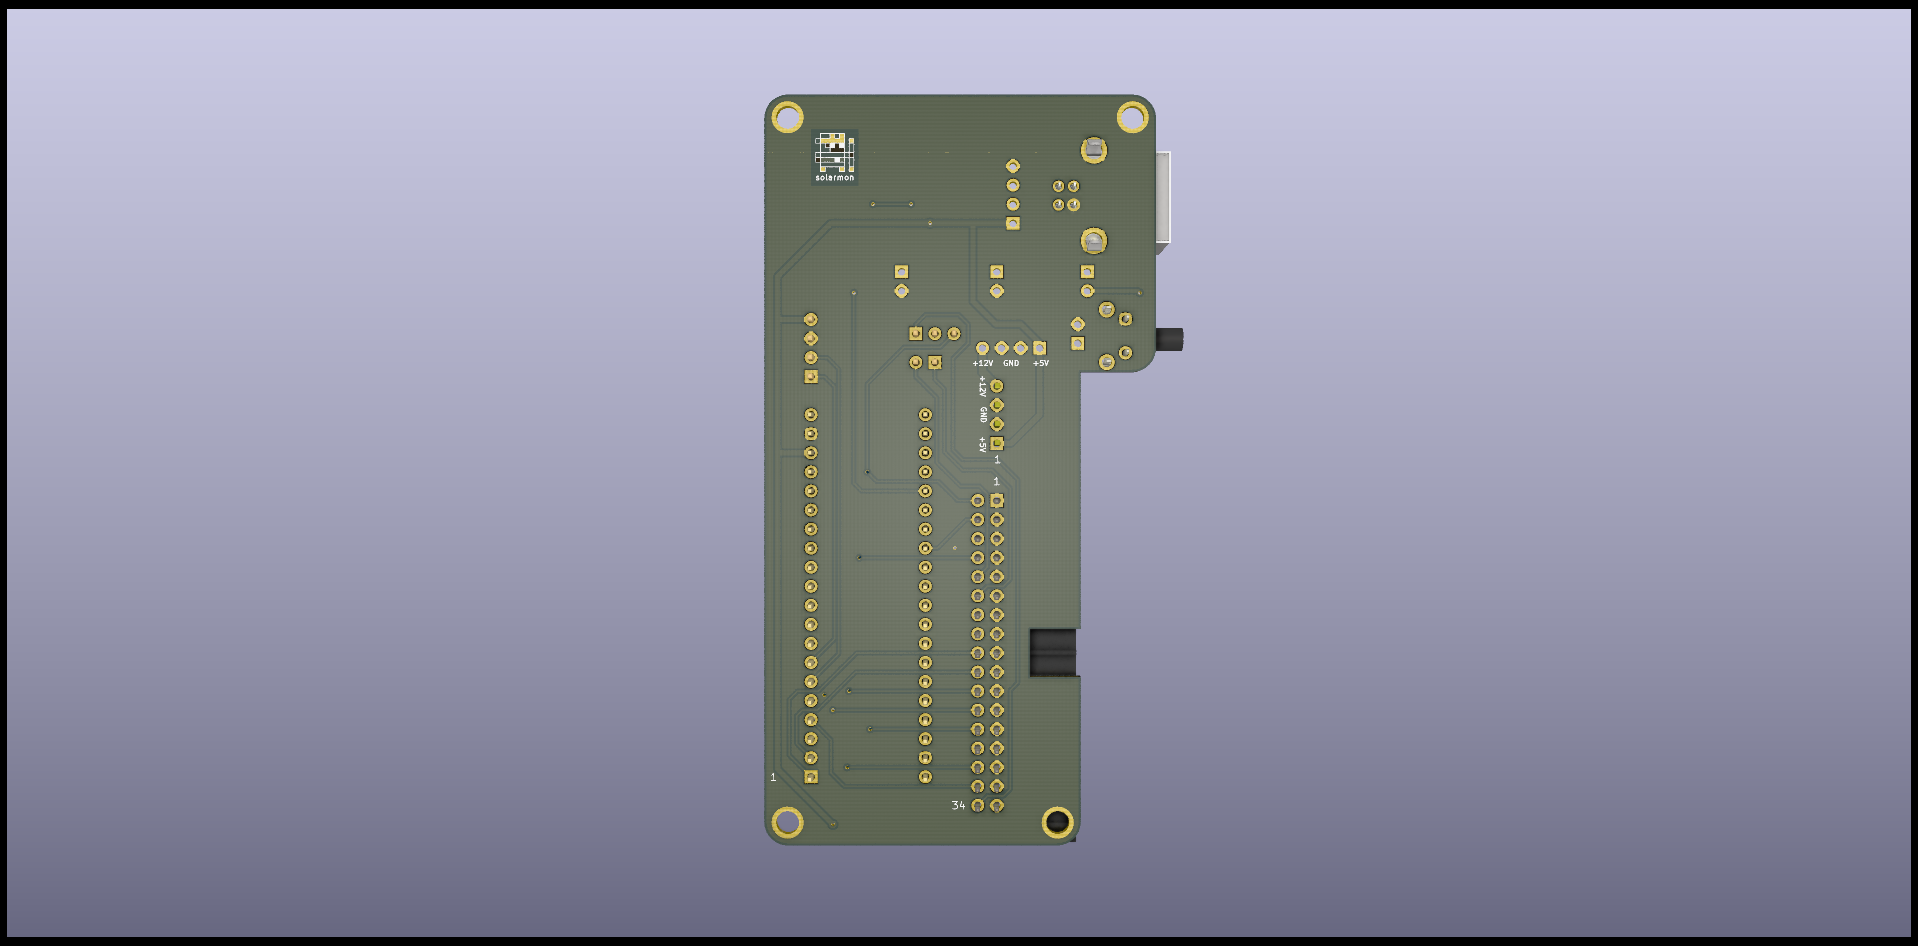 solarmon
+12V GND +5V
+12V
GND
+5V
1
1
1
34